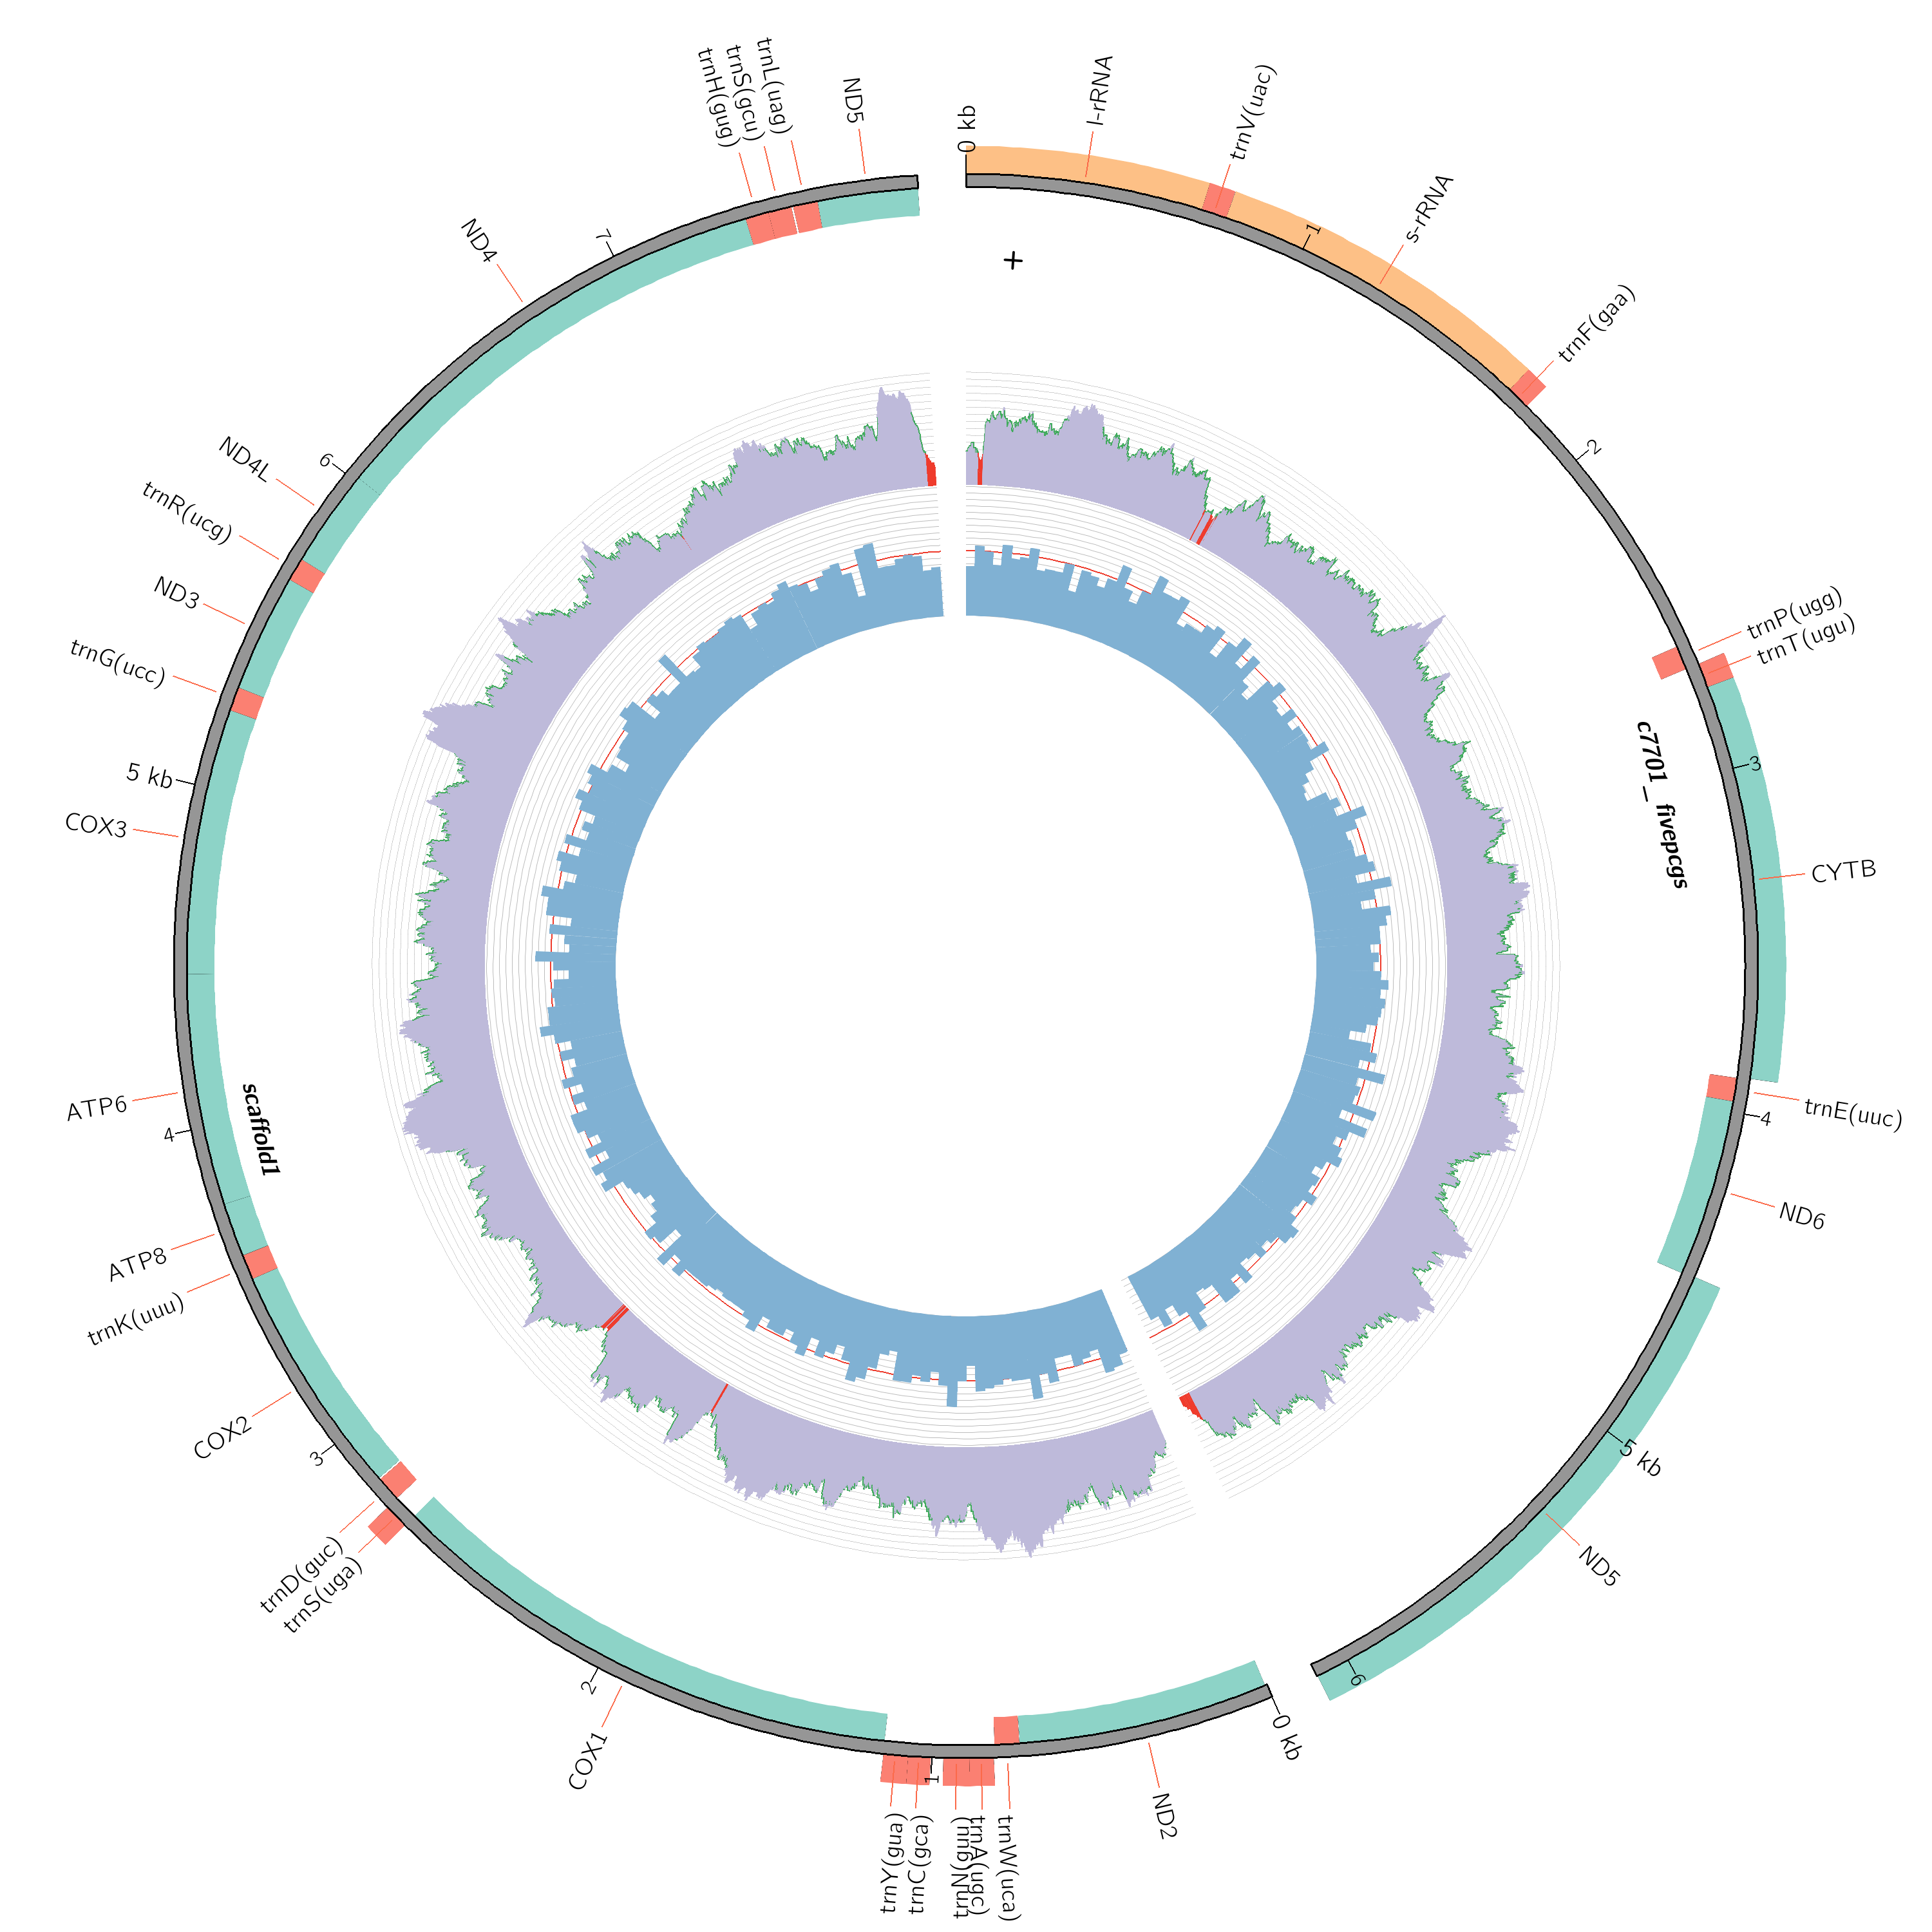 0 kb
l-rRNA
trnV(uac)
1
s-rRNA
trnF(gaa)
2
trnP(ugg)
trnT(ugu)
3
c7701_ fivepcgs
CYTB
trnE(uuc)
4
ND6
5 kb
ND5
6
0 kb
ND2
trnW(uca)
trnA(ugc)
trnN(guu)
1
trnC(gca)
trnY(gua)
COX1
2
trnS(uga)
trnD(guc)
3
COX2
trnK(uuu)
ATP8
scaffold1
4
ATP6
COX3
5 kb
trnG(ucc)
ND3
trnR(ucg)
ND4L
6
ND4
7
trnH(gug)
trnS(gcu)
trnL(uag)
ND5
+